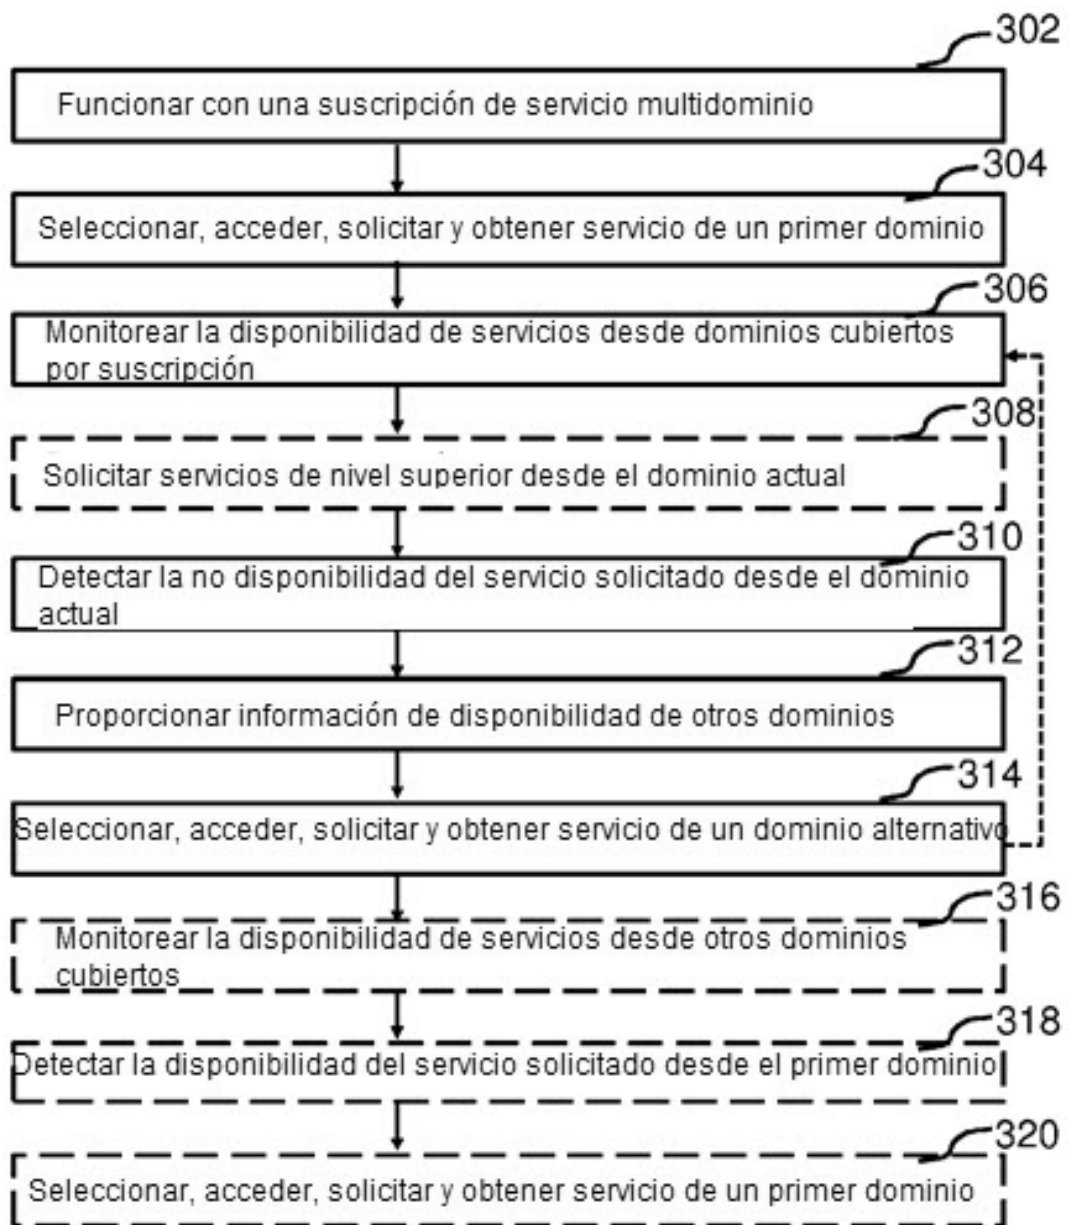 302
Funcionar con una suscripción de servicio multidominio
304
Seleccionar, acceder, solicitar y obtener servicio de un primer dominio
306
Monitorear la disponibilidad de servicios desde dominios cubiertos
por suscripción
308
Solicitar servicios de nivel superior desde el dominio actual
310
Detectar la no disponibilidad del servicio solicitado desde el dominio
actual
312
Proporcionar información de disponibilidad de otros dominios
314
Seleccionar, acceder, solicitar y obtener servicio de un dominio alternativo
316
Monitorear la disponibilidad de servicios desde otros dominios
cubiertos
318
Detectar la disponibilidad del servicio solicitado desde el primer dominio
320
Seleccionar, acceder, solicitar y obtener servicio de un primer dominio